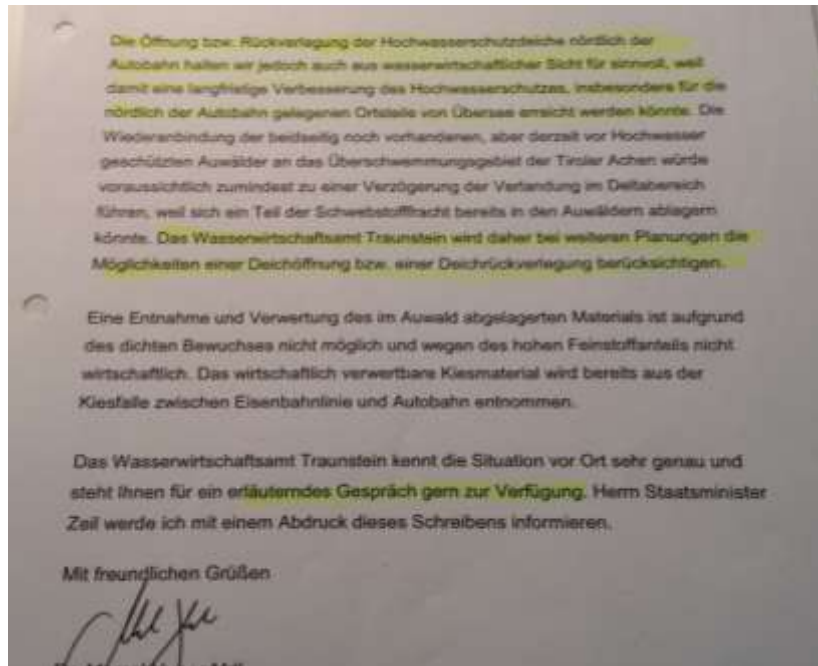 Die Öffnung bzw. Rückverlagung der Hochwasserschutzdeiche nördlich der
Autobahn halten wir jedoch auch aus wasserwirtschaftlicher Sicht für sinnvoll, weil
damit eine langfristige Verbesserung des Hochwasserschutzes, insbesondere für die
nördlich der Autobahn gelegenen Ortsteile von Übersee erreicht werden könnte. Die
Wiederanbindung der beidseitig noch vorhandenen, aber derzeit vor Hochwasser
geschützten Auwälder an das Überschwemmungsgebiet der Tiroler Achen würde
voraussichtlich zumindest zu einer Verzögerung der Verlandung im Deltabereich
führen, weil sich ein Teil der Schwebstofffracht bereits in den Auwäldern ablagern
könnte. Das Wasserwirtschaftsamt Traunstein wird daher bei weiteren Planungen die
Möglichkeiten einer Deichöffnung bzw. einer Deichrückverlegung berücksichtigen.
Eine Entnahme und Verwertung des im Auwald abgelagerten Materials ist aufgrund
des dichten Bewuchses nicht möglich und wegen des hohen Feinstoffanteils nicht
wirtschaftlich. Das wirtschaftlich verwertbare Kiesmaterial wird bereits aus der
Kiesfalle zwischen Eisenbahnlinie und Autobahn entnommen.
Das Wasserwirtschaftsamt Traunstein kennt die Situation vor Ort sehr genau und
steht Ihnen für ein erläuterndes Gespräch gern zur Verfügung. Herrn Staatsminister
Zeil werde ich mit einem Abdruck dieses Schreibens informieren.
Mit freundlichen Grüßen